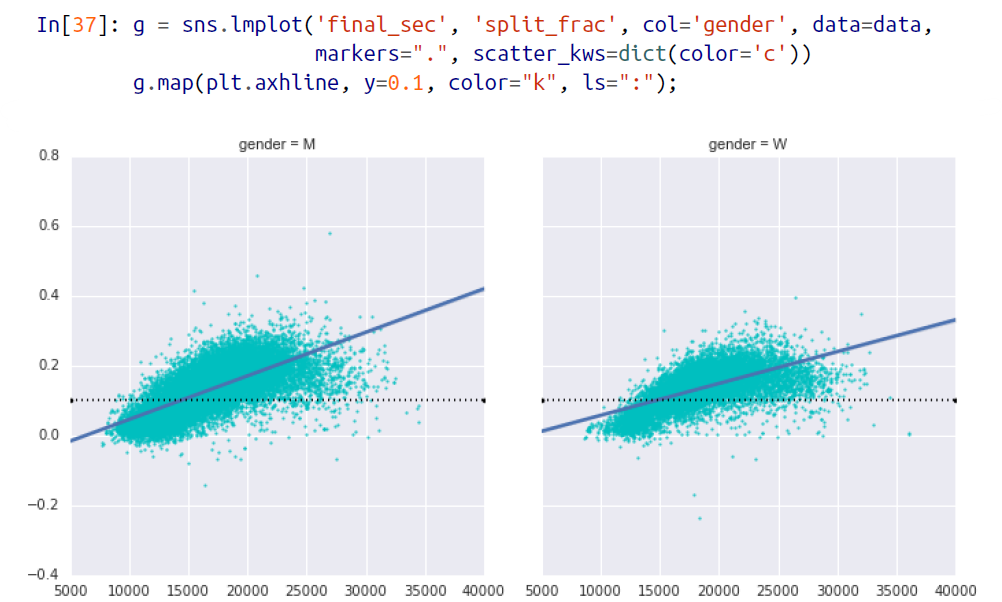 In[37]: g = sns.lmplot('final_sec', 'split_frac', col='gender', data=data,
markers=".", scatter_kws=dict(color='c'))
g.map(plt.axhline, y=0.1, color="k", ls=":");
gender = M
gender = W
0.8
0.6
0.4
0.2
0.0
−0.2
−0.4
5000 10000 15000 20000 25000 30000 35000 40000
5000 10000 15000 20000 25000 30000 35000 40000